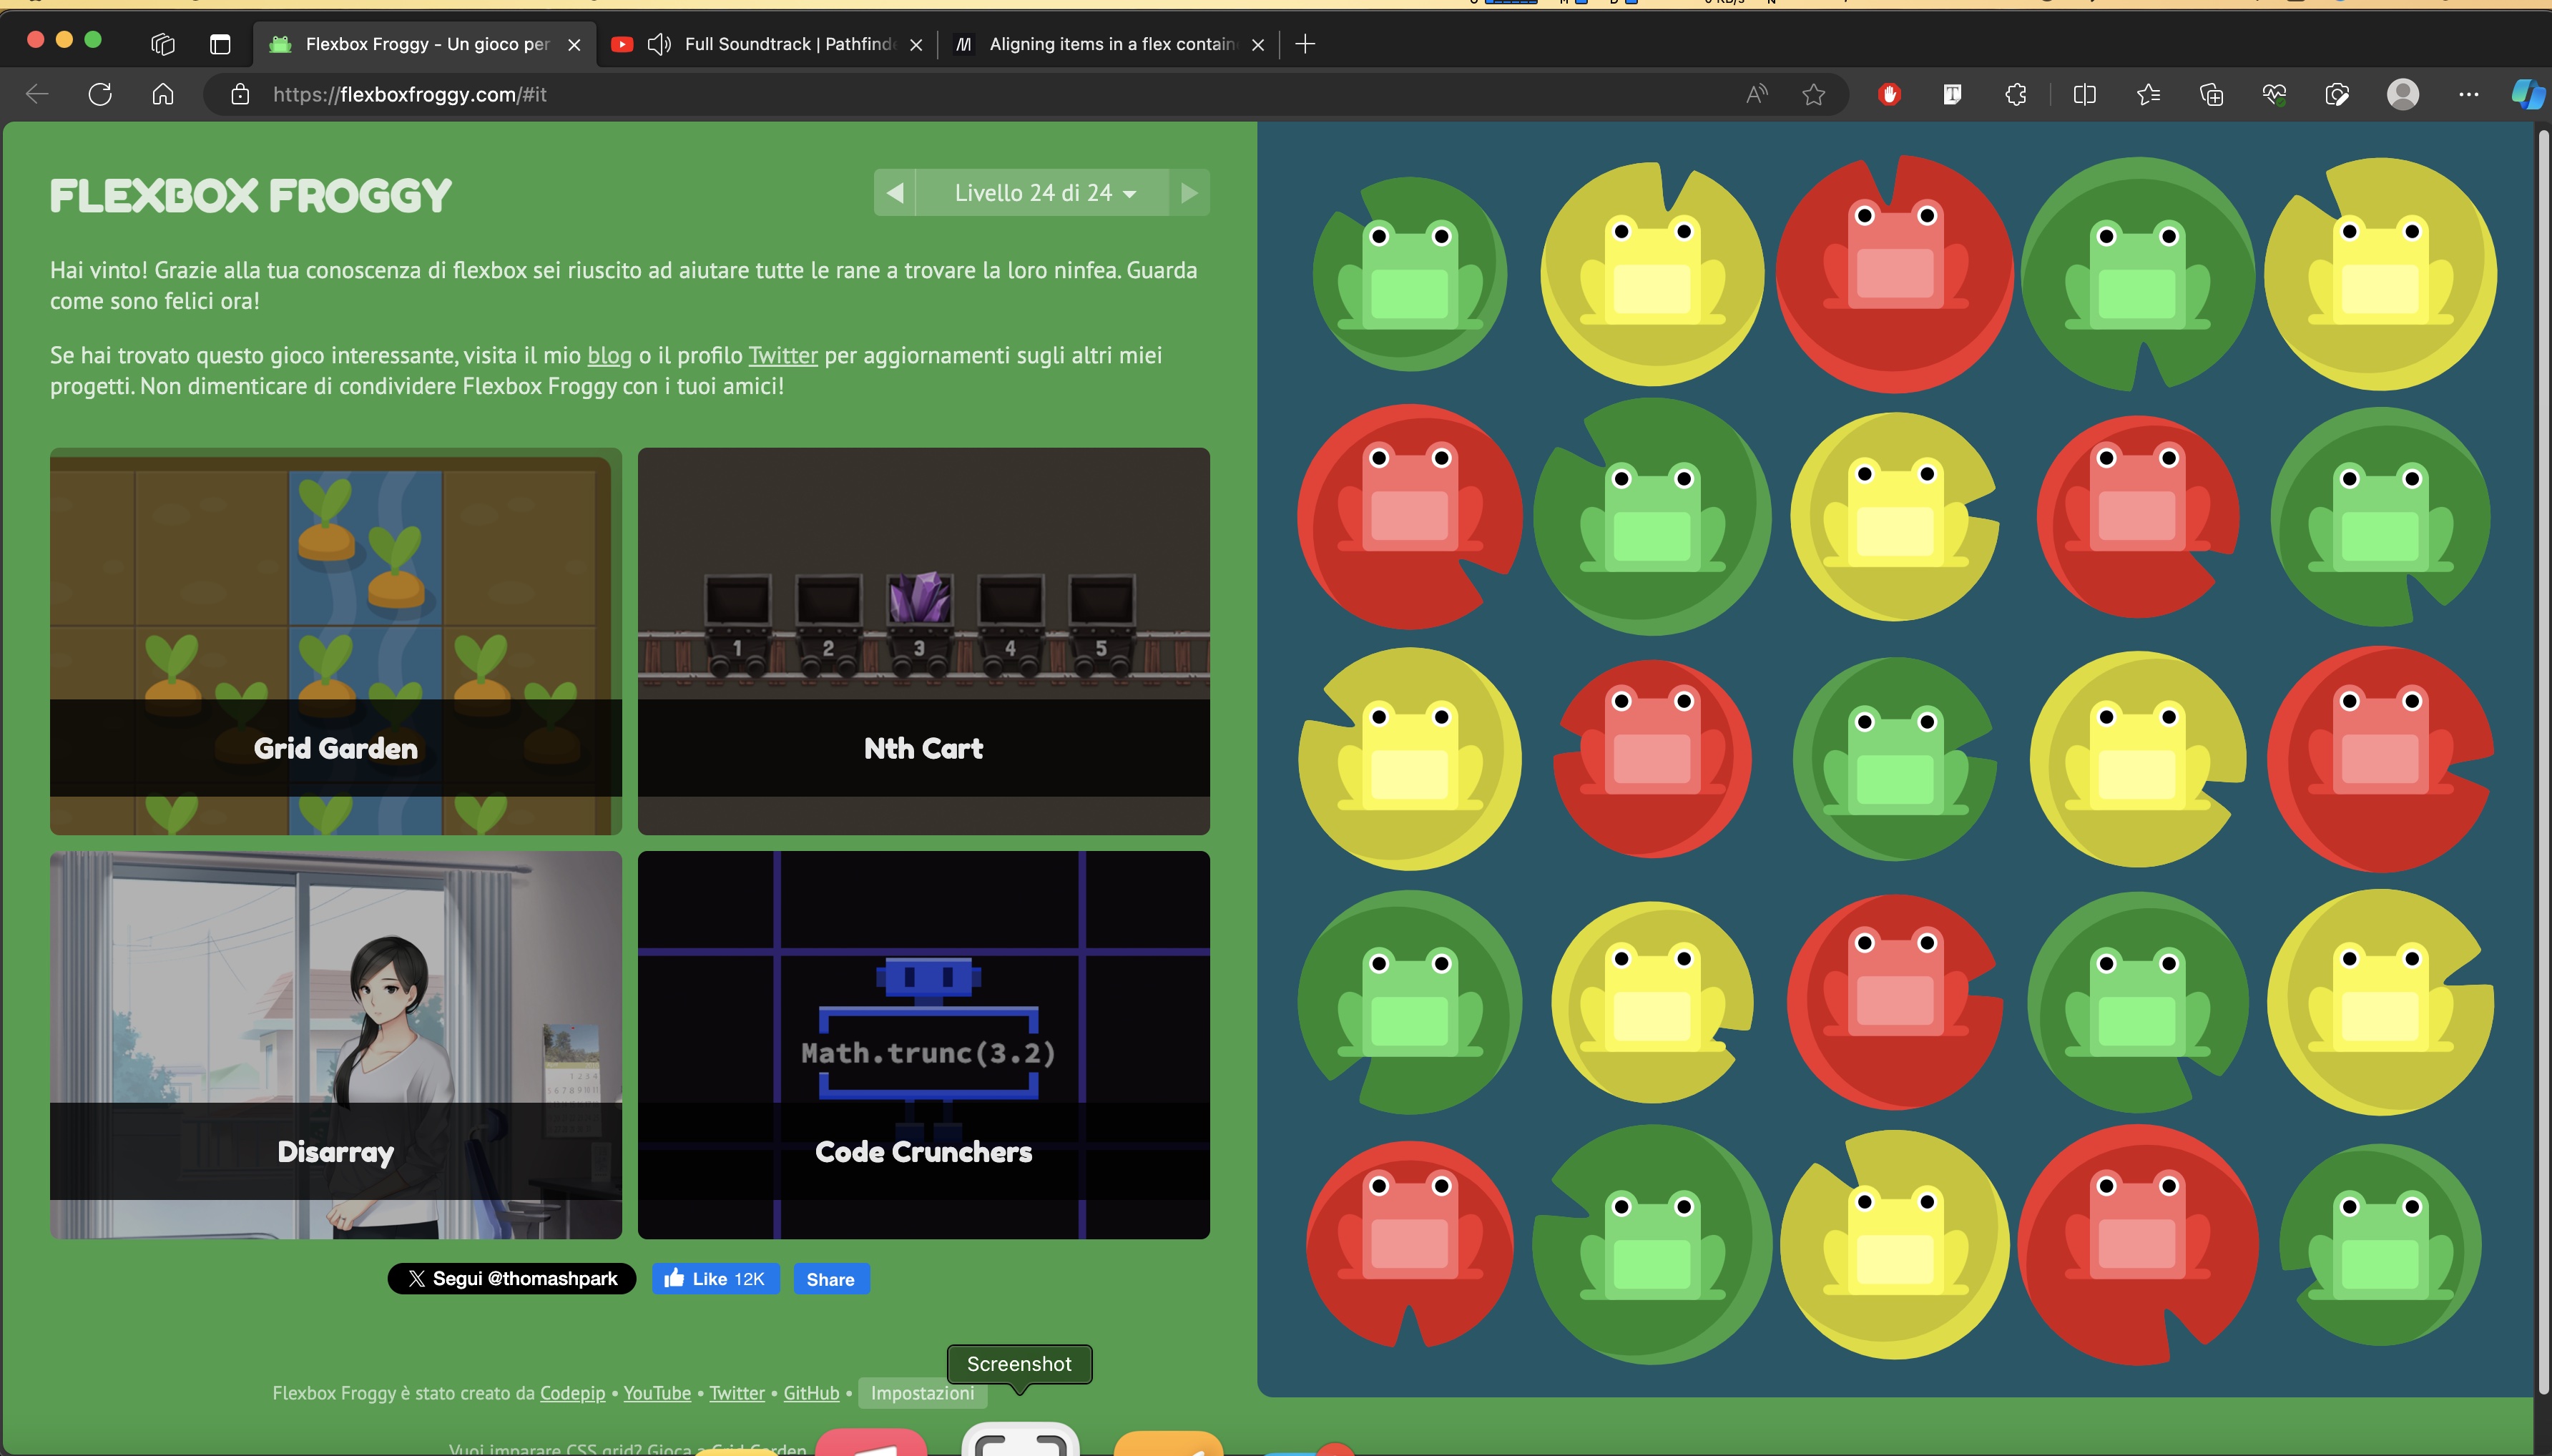 Flexbox Froggy - Un gioco per
Full Soundtrack | Pathfinde
Aligning items in a flex contain
https://flexboxfroggy.com/#it
FLEXBOX FROGGY
Livello 24 di 24
Hai vinto! Grazie alla tua conoscenza di flexbox sei riuscito ad aiutare tutte le rane a trovare la loro ninfea. Guarda
come sono felici ora!
Se hai trovato questo gioco interessante, visita il mio blog o il profilo Twitter per aggiornamenti sugli altri miei
progetti. Non dimenticare di condividere Flexbox Froggy con i tuoi amici!
1 2 3 4 5
Grid Garden
Nth Cart
Math.trunc(3.2)
Disarray
Code Crunchers
Segui @thomashpark
Like 12K
Share
Screenshot
Flexbox Froggy è stato creato da Codepip • YouTube • Twitter • GitHub • Impostazioni
Vuoi imparare CSS grid? Gioca a Grid Garden